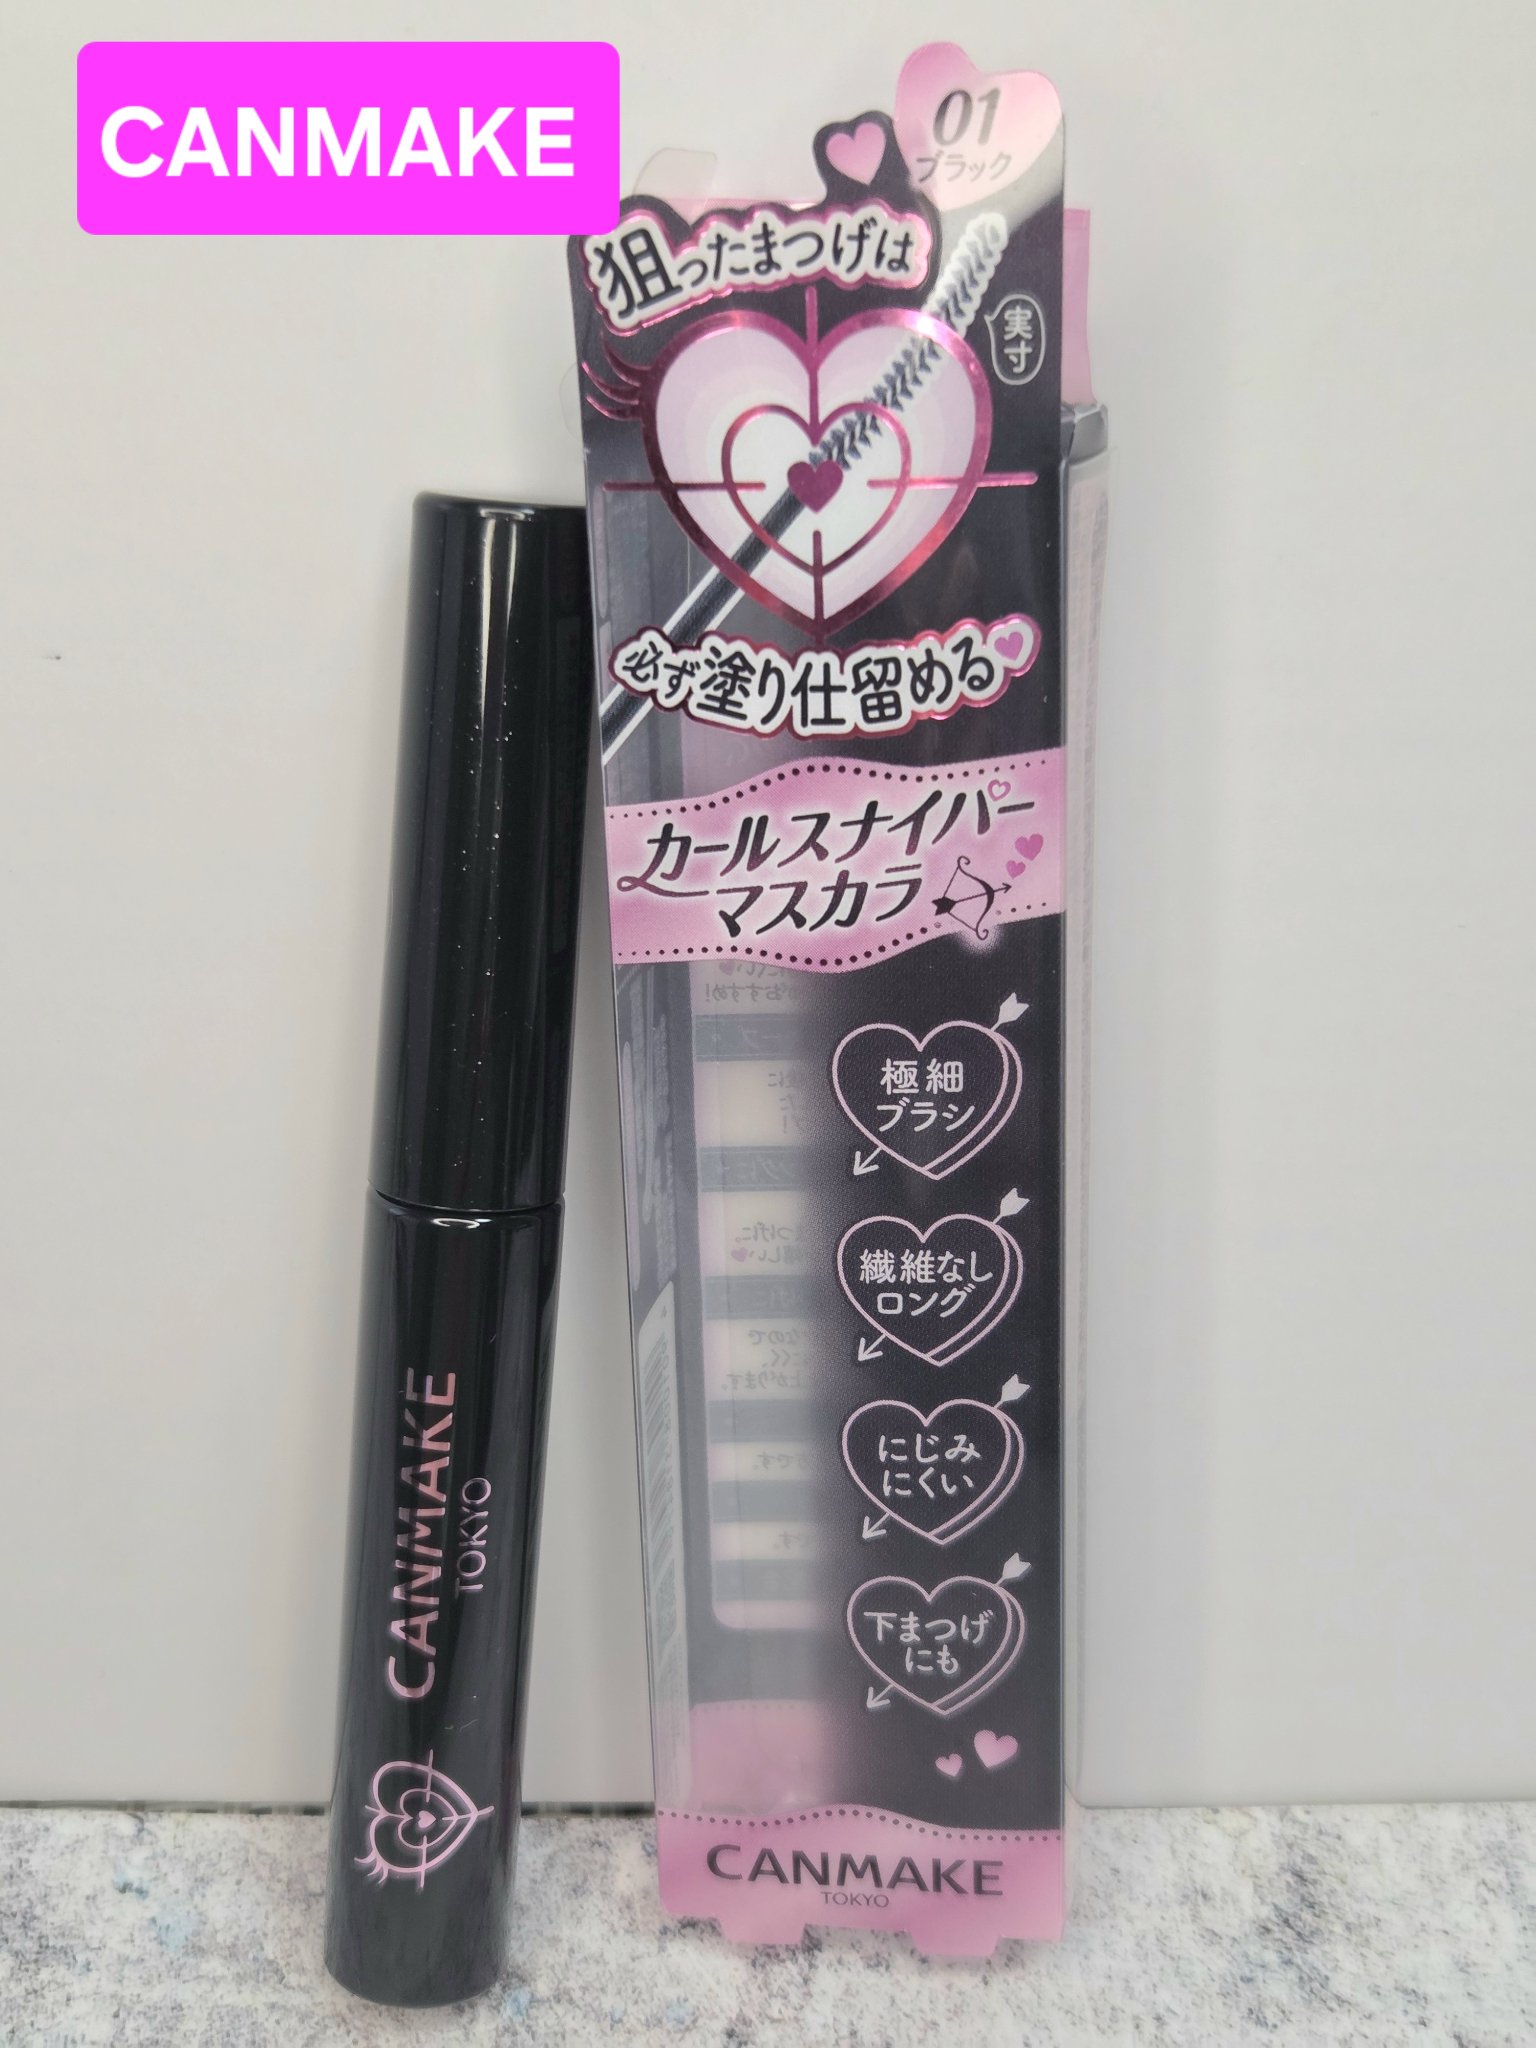 CANMAKE
01
ブラック
狙ったまつげは
実寸
必ず塗り仕留める
カールスナイパー
マスカラ
極細
ブラシ
繊維なし
ロング
にじみ
にくい
下まつげ
にも
CANMAKE
TOKYO
CANMAKE
TOKYO